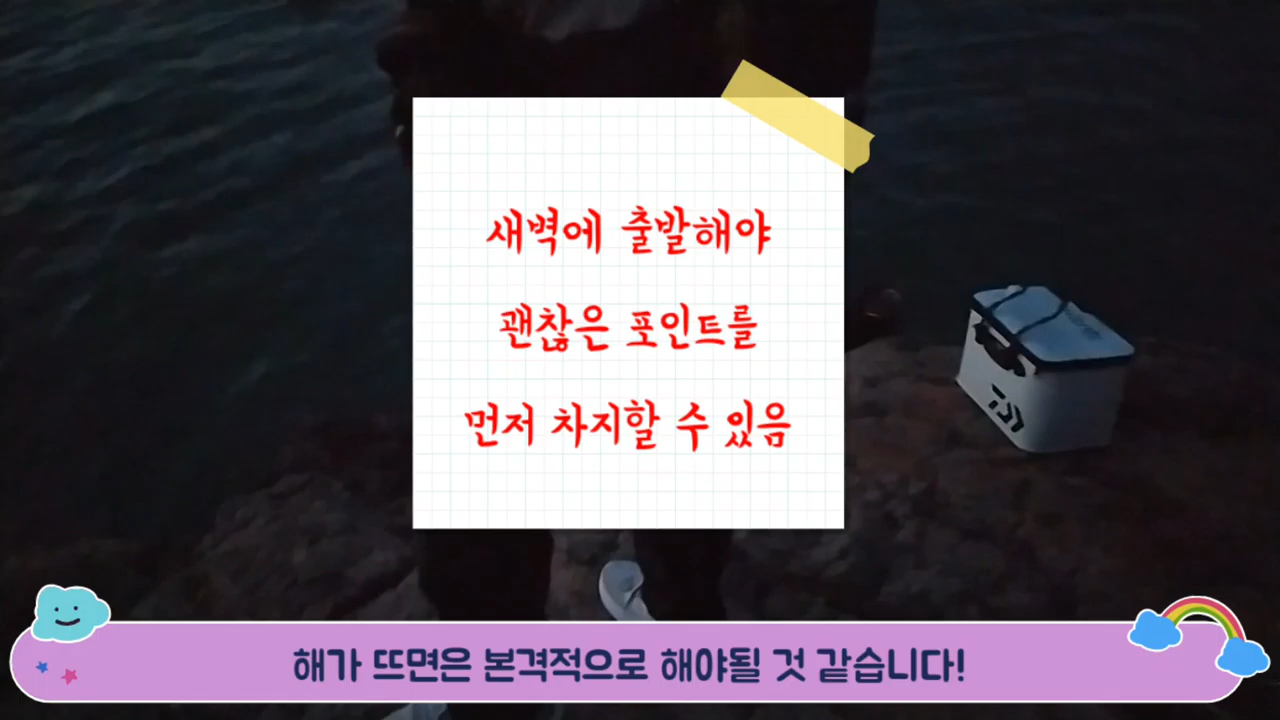 새벽에 출발해야
괜찮은 포인트를
먼저 차지할 수 있음
해가 뜨면은 본격적으로 해야될 것 같습니다!